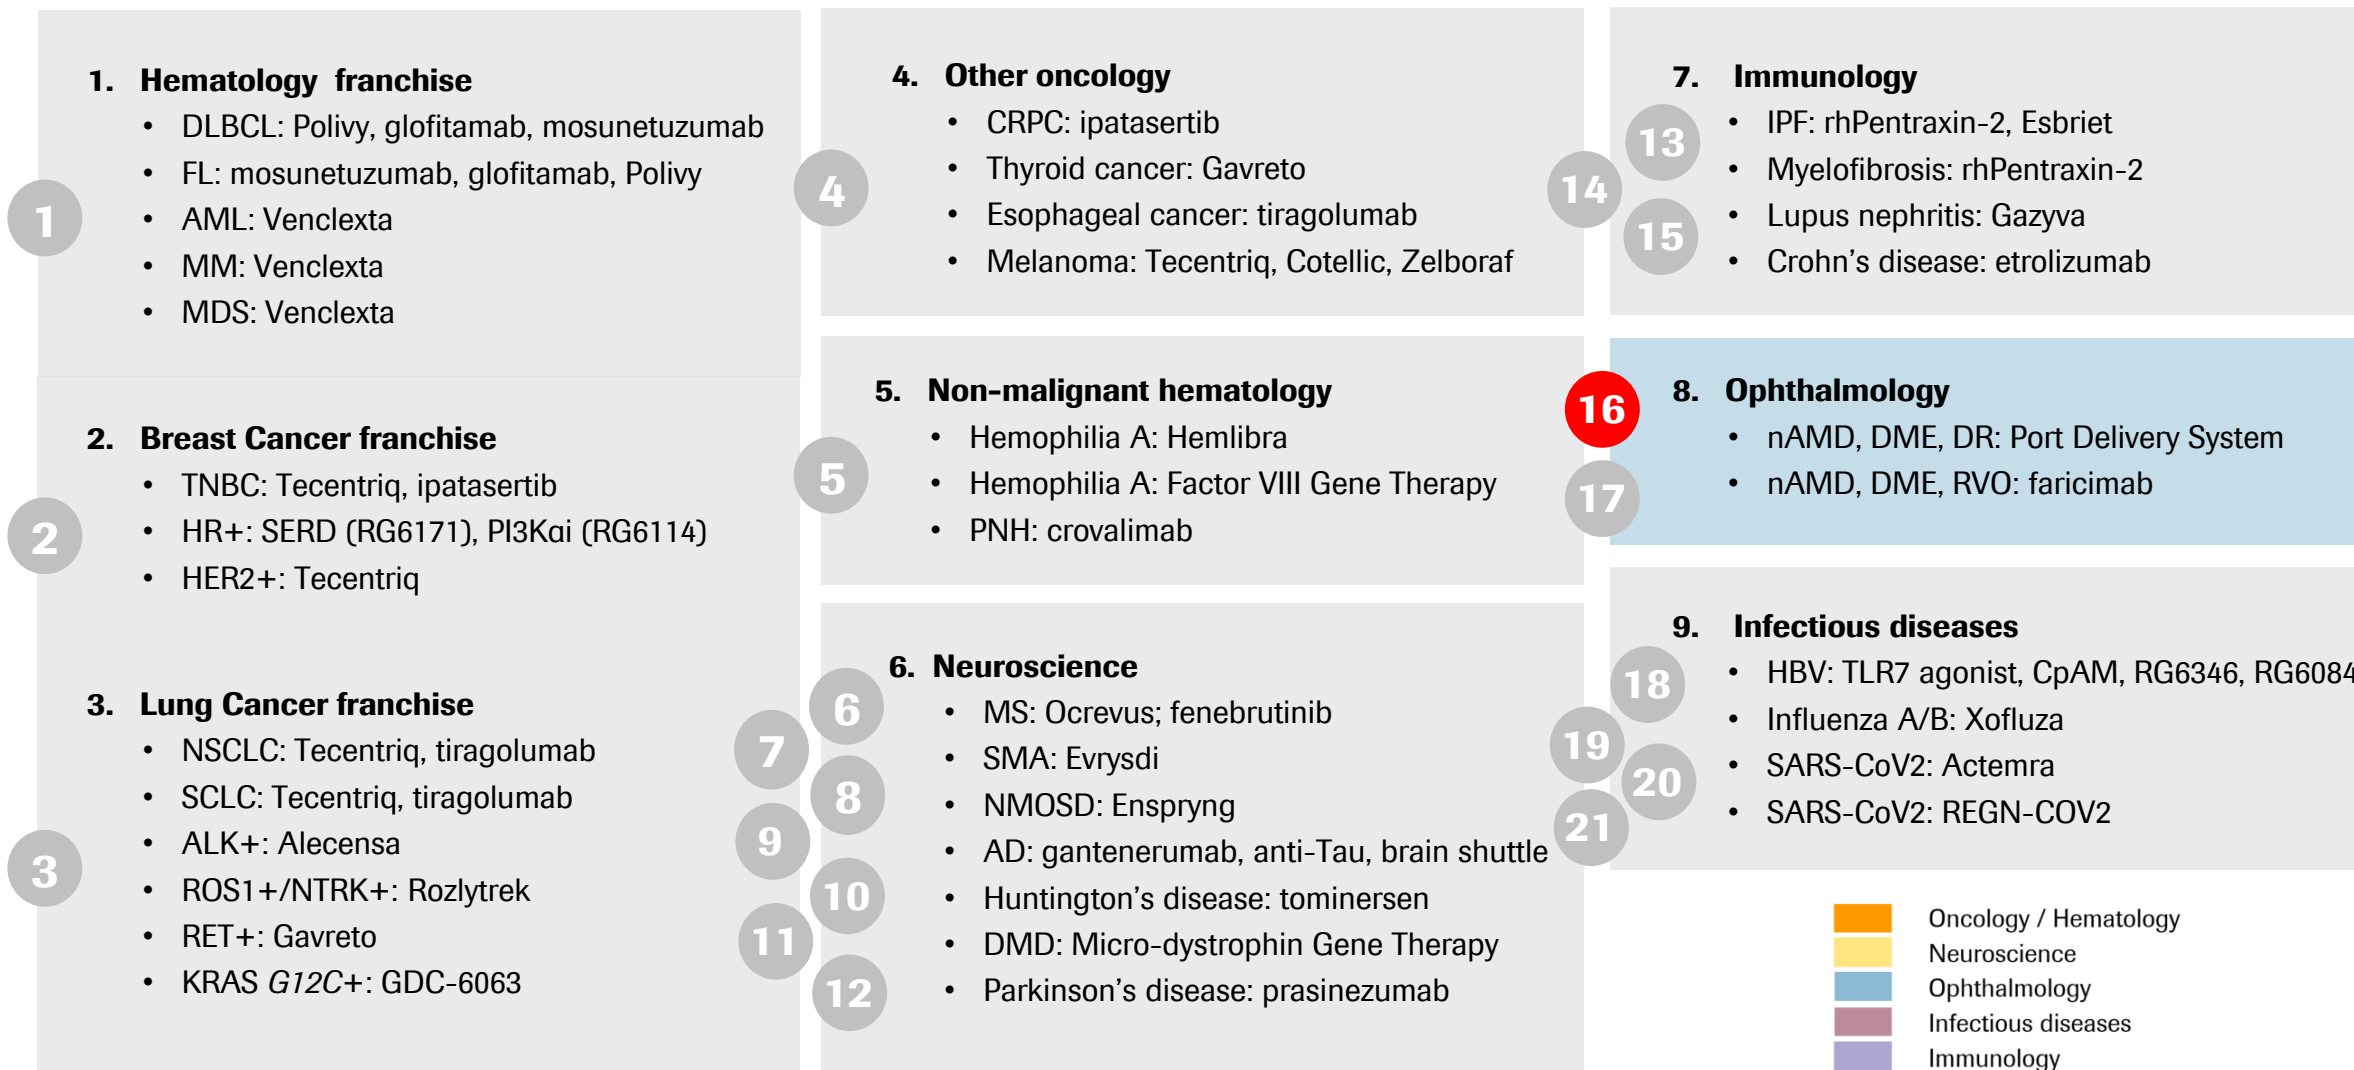 1. Hematology franchise
• DLBCL: Polivy, glofitamab, mosunetuzumab
• FL: mosunetuzumab, glofitamab, Polivy
• AML: Venclexta
• MM: Venclexta
• MDS: Venclexta
1
2. Breast Cancer franchise
• TNBC: Tecentriq, ipatasertib
• HR+: SERD (RG6171), PI3Kαi (RG6114)
• HER2+: Tecentriq
2
3. Lung Cancer franchise
• NSCLC: Tecentriq, tiragolumab
• SCLC: Tecentriq, tiragolumab
• ALK+: Alecensa
• ROS1+/NTRK+: Rozlytrek
• RET+: Gavreto
• KRAS G12C+: GDC-6063
3
4. Other oncology
• CRPC: ipatasertib
• Thyroid cancer: Gavreto
• Esophageal cancer: tiragolumab
• Melanoma: Tecentriq, Cotellic, Zelboraf
4
5. Non-malignant hematology
• Hemophilia A: Hemlibra
• Hemophilia A: Factor VIII Gene Therapy
• PNH: crovalimab
5
6. Neuroscience
• MS: Ocrevus; fenebrutinib
• SMA: Evrysdi
• NMOSD: Enspryng
• AD: gantenerumab, anti-Tau, brain shuttle
• Huntington's disease: tominersen
• DMD: Micro-dystrophin Gene Therapy
• Parkinson's disease: prasinezumab
6
7
8
9
10
11
12
7. Immunology
• IPF: rhPentraxin-2, Esbriet
• Myelofibrosis: rhPentraxin-2
• Lupus nephritis: Gazyva
• Crohn's disease: etrolizumab
13
14
15
8. Ophthalmology
• nAMD, DME, DR: Port Delivery System
• nAMD, DME, RVO: faricimab
16
17
9. Infectious diseases
• HBV: TLR7 agonist, CpAM, RG6346, RG6084
• Influenza A/B: Xofluza
• SARS-CoV2: Actemra
• SARS-CoV2: REGN-COV2
18
19
20
21
Oncology / Hematology
Neuroscience
Ophthalmology
Infectious diseases
Immunology